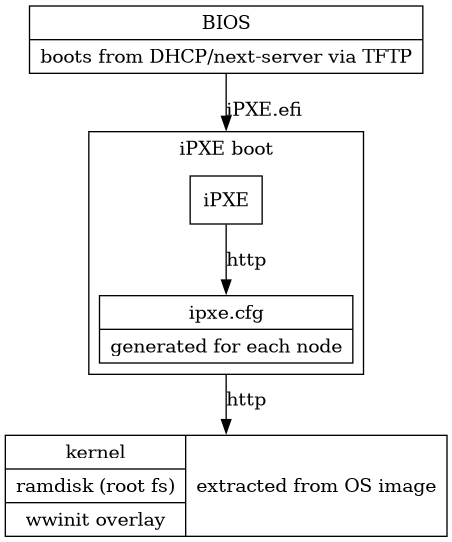 BIOS
boots from DHCP/next-server via TFTP
iPXE.efi
iPXE boot
iPXE
http
ipxe.cfg
generated for each node
http
kernel
ramdisk (root fs)
wwinit overlay
extracted from OS image